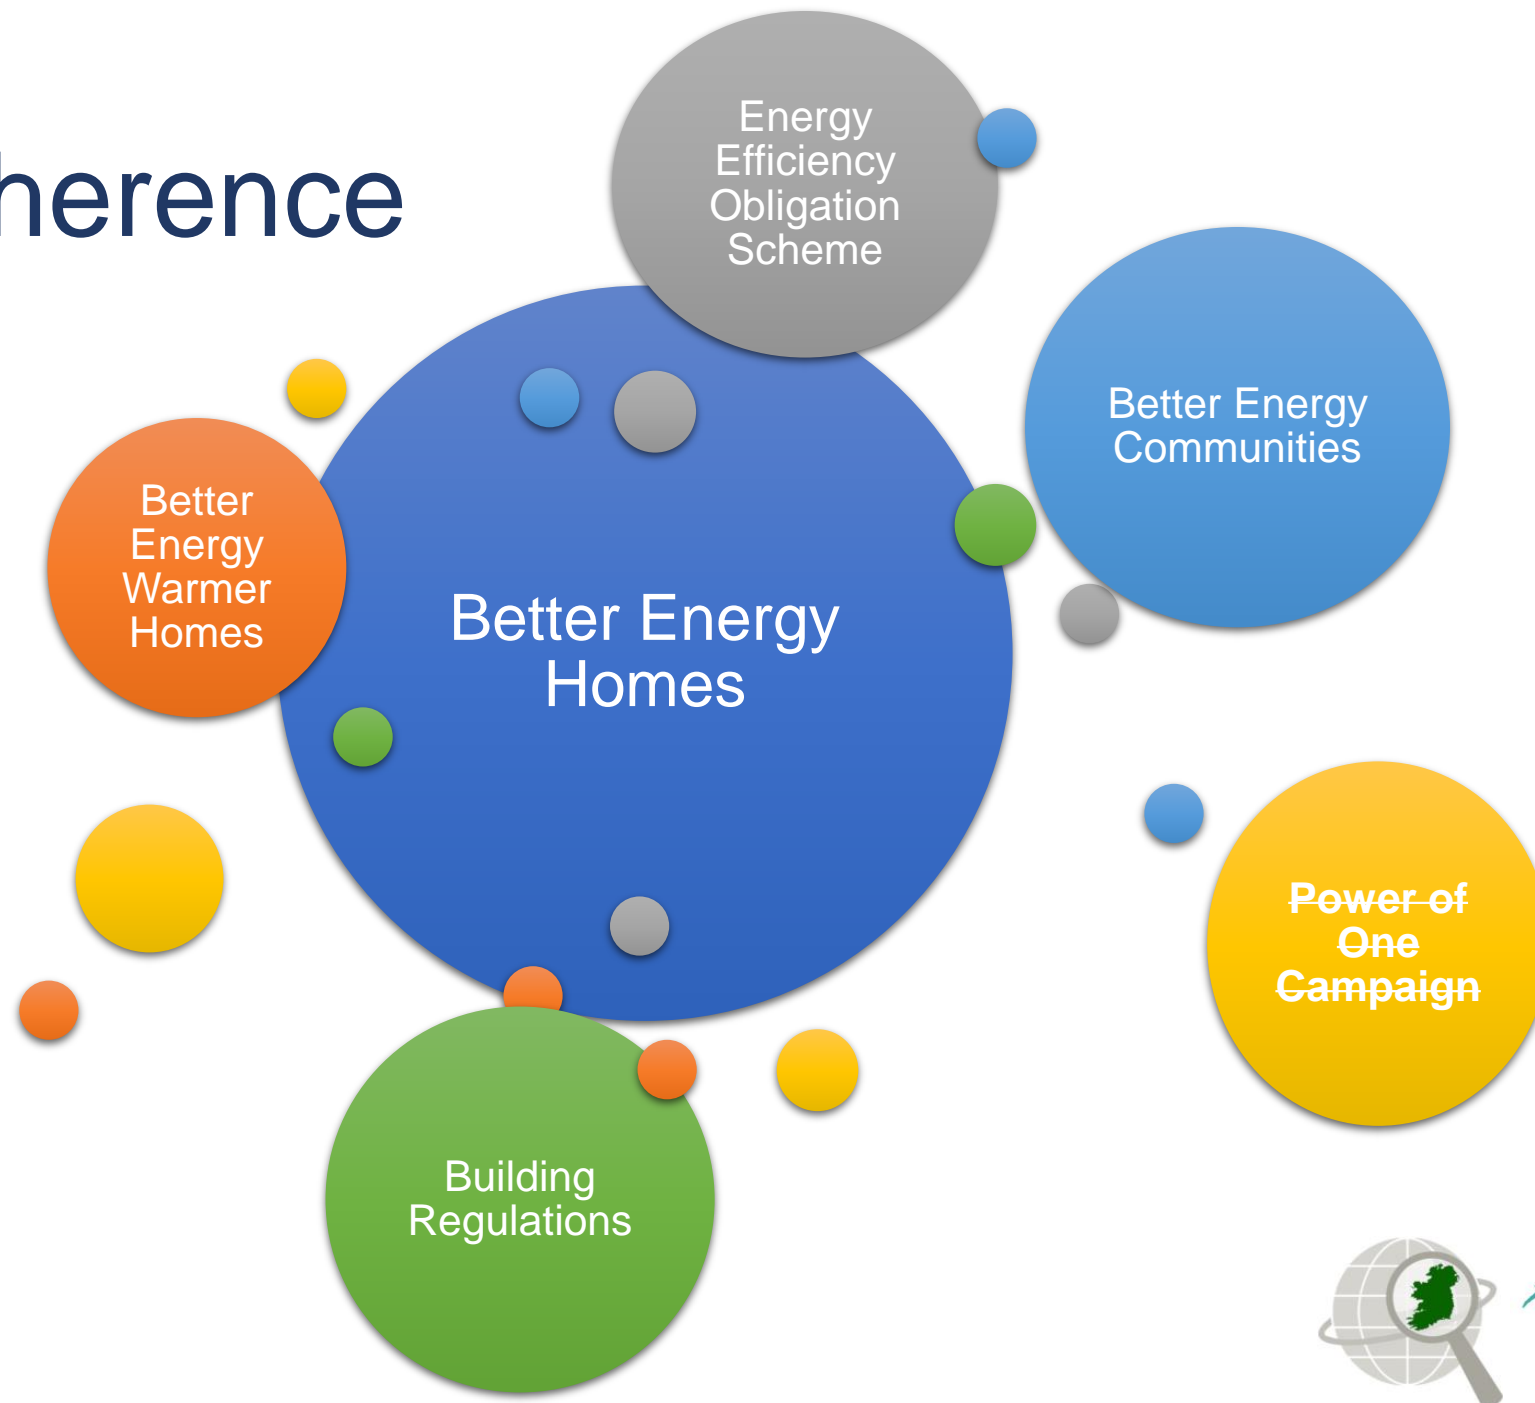 herence
Energy
Efficiency
Obligation
Scheme
Better Energy
Communities
Better
Energy
Warmer
Homes
Better Energy
Homes
Power of
One
Campaign
Building
Regulations